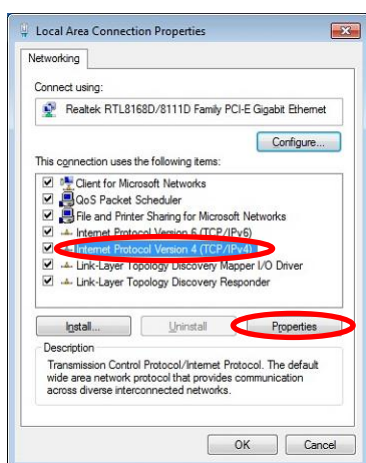 Local Area Connection Properties
Networking
Connect using:
Realtek RTL8168D/8111D Family PCI-E Gigabit Ethernet
Configure...
This connection uses the following items:
Client for Microsoft Networks
QoS Packet Scheduler
File and Printer Sharing for Microsoft Networks
Internet Protocol Version 6 (TCP/IPv6)
Internet Protocol Version 4 (TCP/IPv4)
Link-Layer Topology Discovery Mapper I/O Driver
Link-Layer Topology Discovery Responder
Install...
Uninstall
Properties
Description
Transmission Control Protocol/Internet Protocol. The default
wide area network protocol that provides communication
across diverse interconnected networks.
OK
Cancel